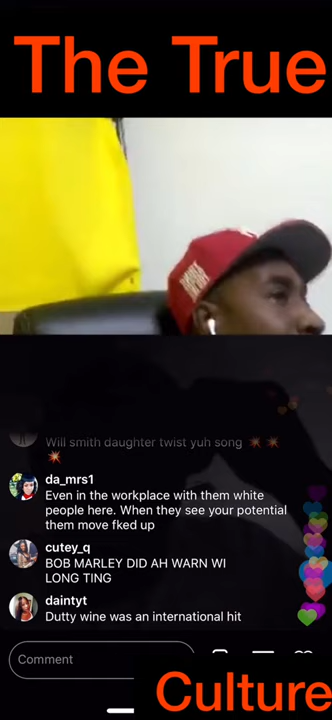 The True
Will smith daughter twist yuh song 💥 💥
💥
da_mrs1
Even in the workplace with them white
people here. When they see your potential
them move fked up
cutey_q
BOB MARLEY DID AH WARN WI
LONG TING
daintyt
Dutty wine was an international hit
Comment
Culture